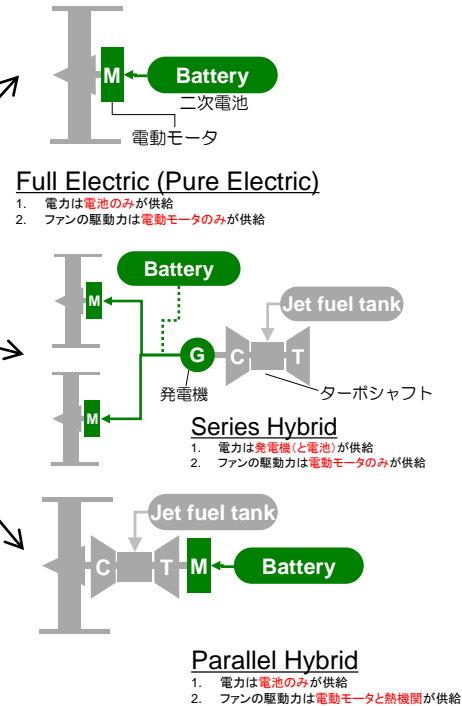 M
Battery
二次電池
電動モータ
Full Electric (Pure Electric)
1. 電力は電池のみが供給
2. ファンの駆動力は電動モータのみが供給
Battery
M
Jet fuel tank
G
C
T
発電機
ターボシャフト
M
Series Hybrid
1. 電力は発電機(と電池)が供給
2. ファンの駆動力は電動モータのみが供給
Jet fuel tank
C
T
M
Battery
Parallel Hybrid
1. 電力は電池のみが供給
2. ファンの駆動力は電動モータと熱機関が供給